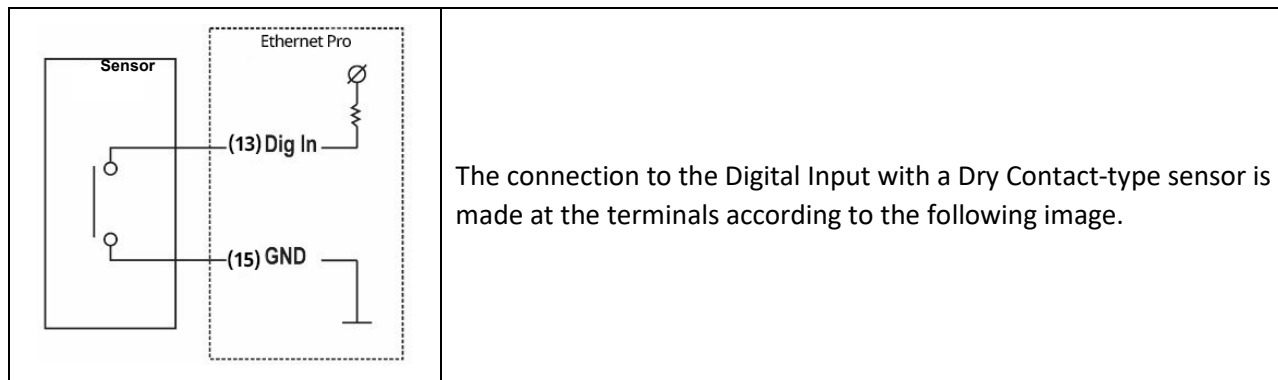 Ethernet Pro
Sensor
(13) Dig In
(15) GND
The connection to the Digital Input with a Dry Contact-type sensor is
made at the terminals according to the following image.